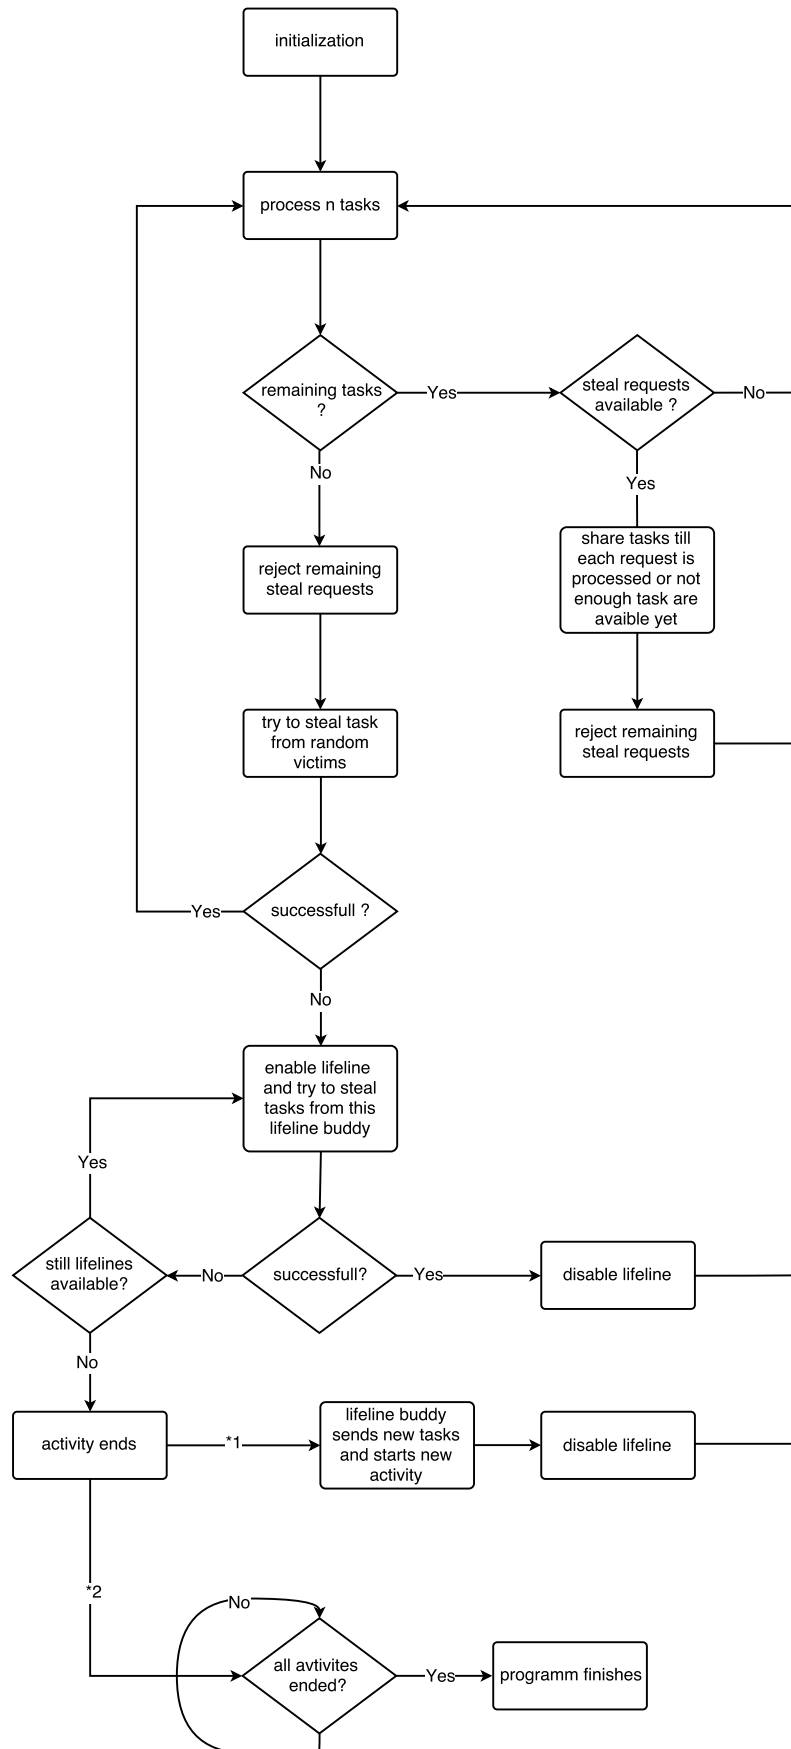 initialization
process n tasks
remaining tasks
?
Yes
steal requests
available ?
No
No
Yes
reject remaining
steal requests
share tasks till
each request is
processed or not
enough task are
avaible yet
try to steal task
from random
victims
reject remaining
steal requests
Yes
successfull ?
No
enable lifeline
and try to steal
tasks from this
lifeline buddy
Yes
still lifelines
available?
No
successfull?
Yes
disable lifeline
No
activity ends
*1
lifeline buddy
sends new tasks
and starts new
activity
disable lifeline
*2
No
all avtivites
ended?
Yes
programm finishes